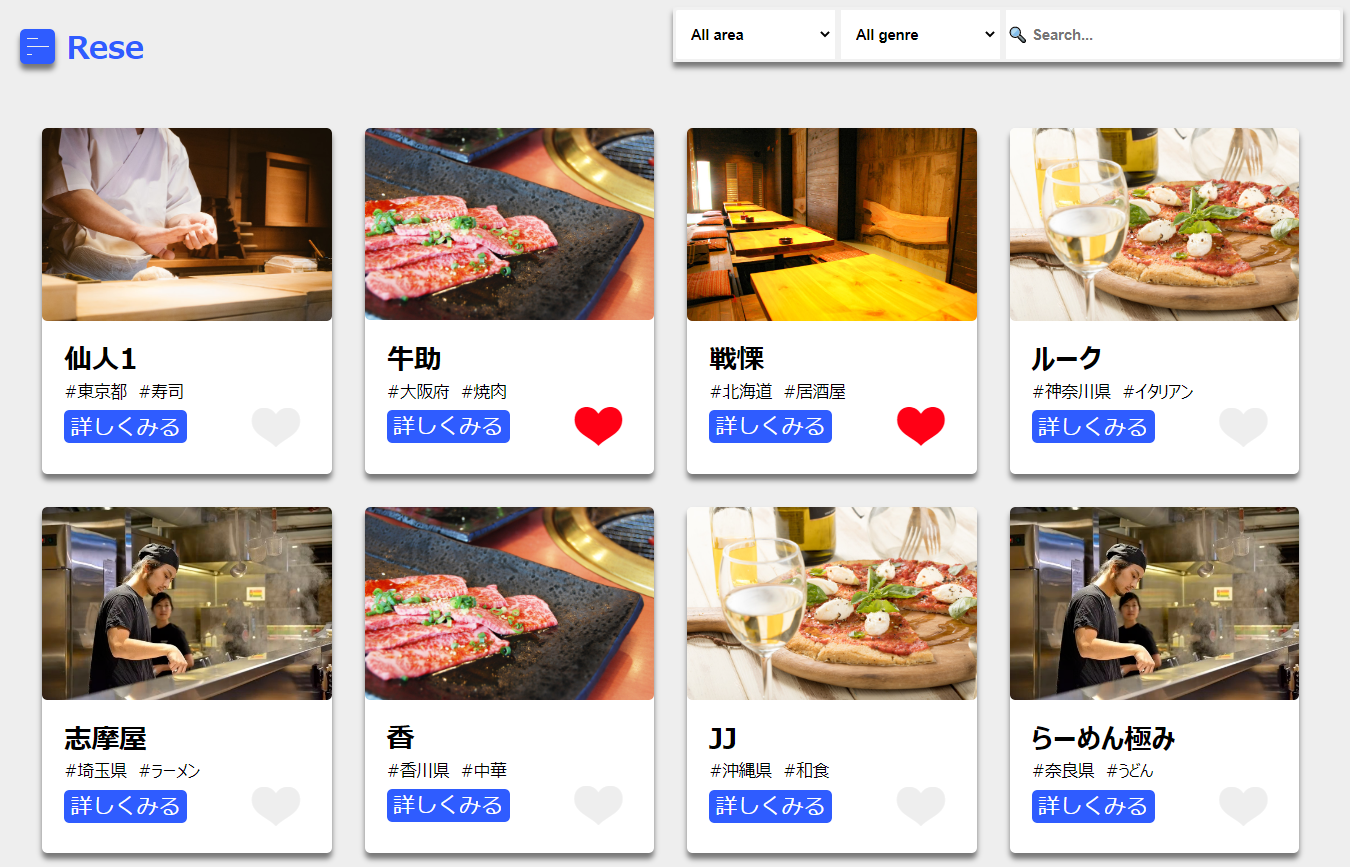 Rese
All area
All genre
Search...
仙人1
#東京都 #寿司
詳しくみる
牛助
#大阪府 #焼肉
詳しくみる
戦慄
#北海道 #居酒屋
詳しくみる
ルーク
#神奈川県 #イタリアン
詳しくみる
志摩屋
#埼玉県 #ラーメン
詳しくみる
香
#香川県 #中華
詳しくみる
JJ
#沖縄県 #和食
詳しくみる
らーめん極み
#奈良県 #うどん
詳しくみる